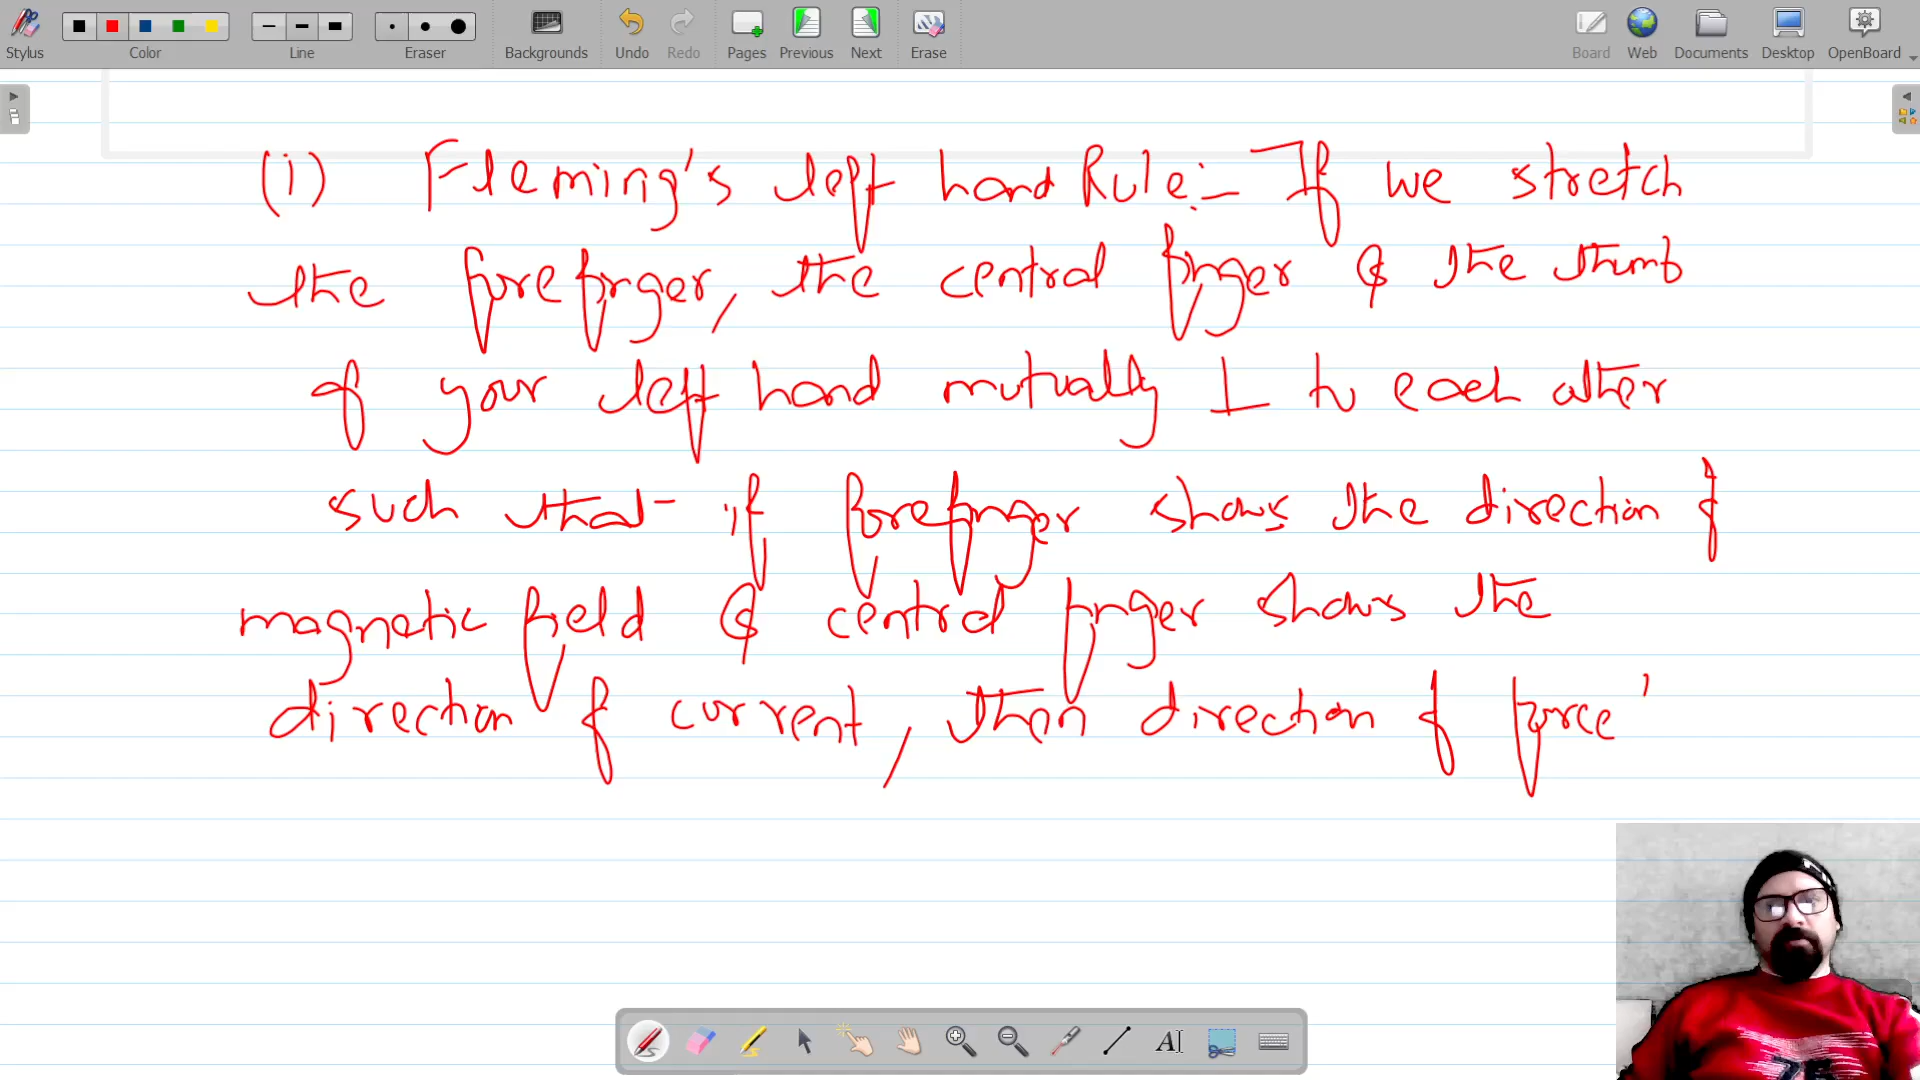 Stylus Color Line Eraser Backgrounds Undo Redo Pages Previous Next Erase Board Web Documents Desktop OpenBoard
(i) Fleming's left hand Rule:- If we stretch
the forefinger, the central finger & the thumb
of your left hand mutually ⊥ to each other
such that if forefinger shows the direction of
magnetic field & central finger shows the
direction of current, then direction of force